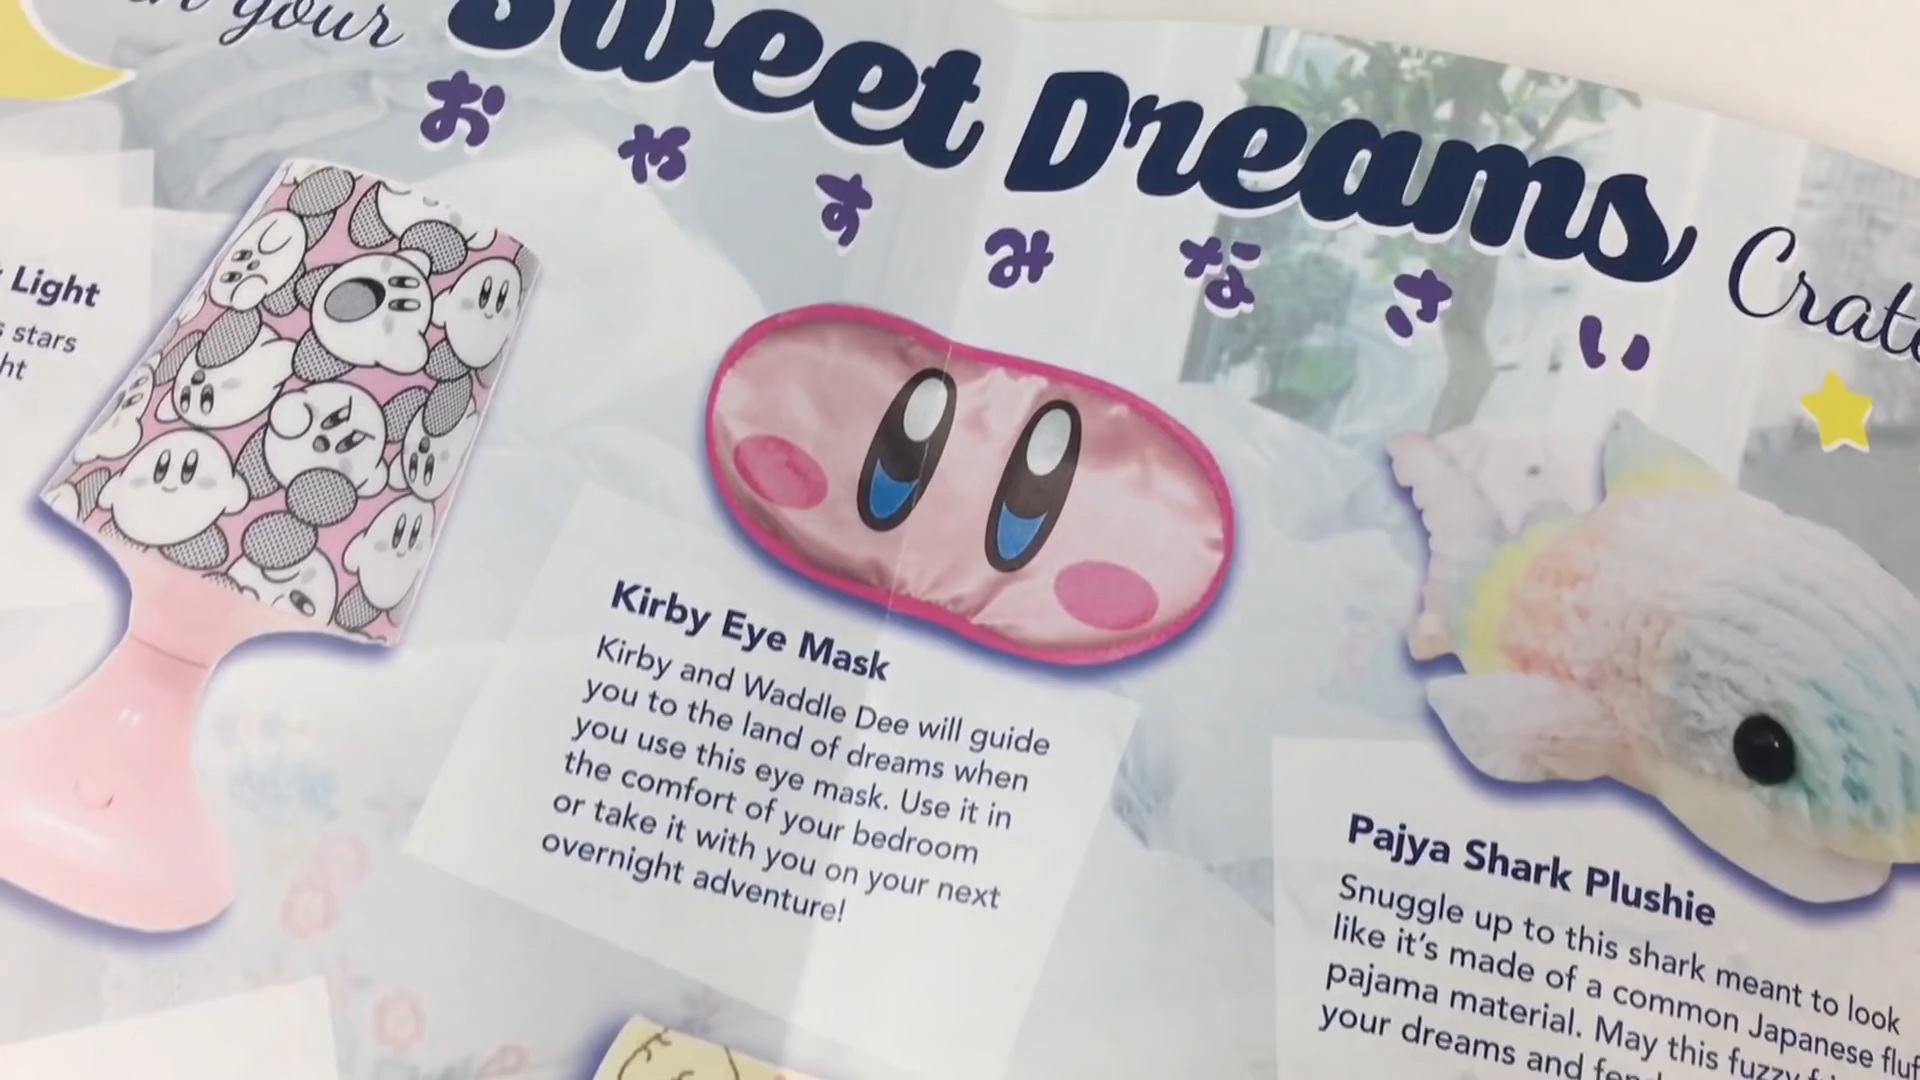 your Sweet Dreams Crate
おやすみなさい
Light
stars
Kirby Eye Mask
Kirby and Waddle Dee will guide
you to the land of dreams when
you use this eye mask. Use it in
the comfort of your bedroom
or take it with you on your next
overnight adventure!
Pajya Shark Plushie
Snuggle up to this shark meant to look
like it's made of a common Japanese
pajama material. May this fuzzy
your dreams and